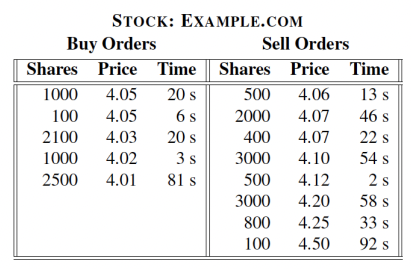 STOCK: EXAMPLE.COM
Buy Orders Sell Orders
Shares Price Time Shares Price Time
1000 4.05 20 s 500 4.06 13 s
100 4.05 6 s 2000 4.07 46 s
2100 4.03 20 s 400 4.07 22 s
1000 4.02 3 s 3000 4.10 54 s
2500 4.01 81 s 500 4.12 2 s
3000 4.20 58 s
800 4.25 33 s
100 4.50 92 s